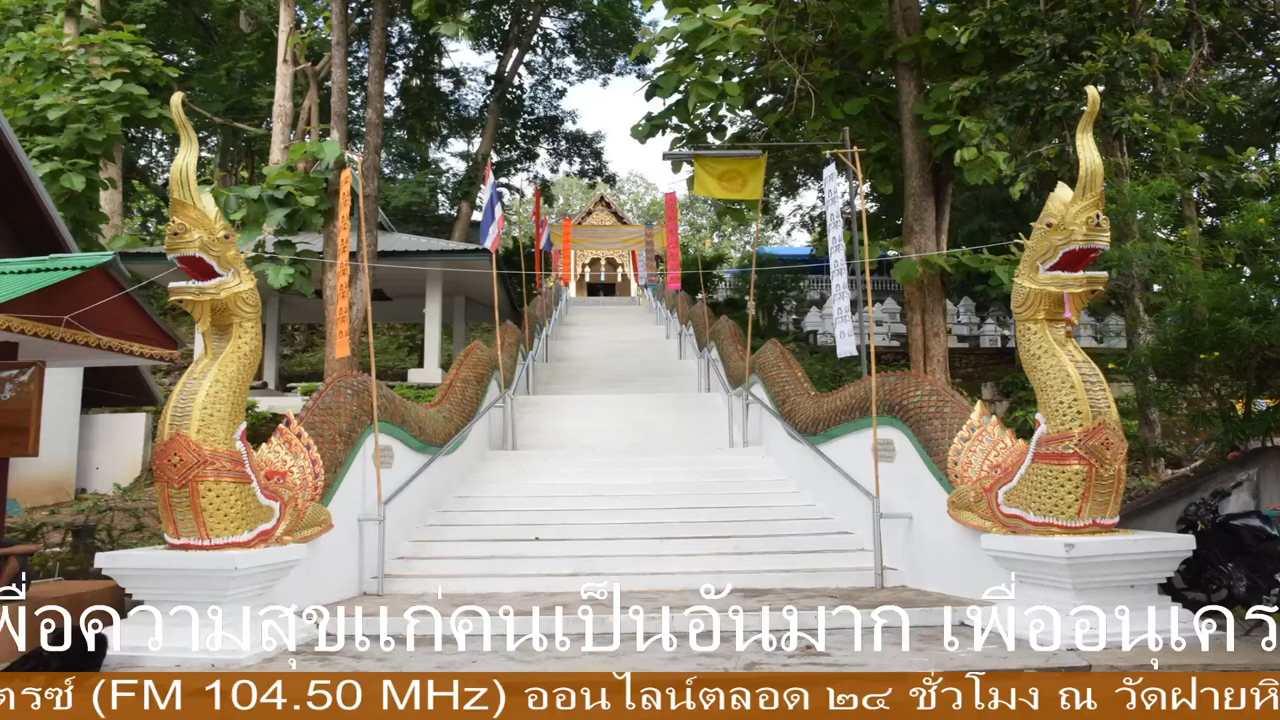 พื่อความสุขแก่คนเป็นอันมาก เพื่ออนุเคร
ตรซ์ (FM 104.50 MHz) ออนไลน์ตลอด ๒๔ ชั่วโมง ณ วัดฝายหิ